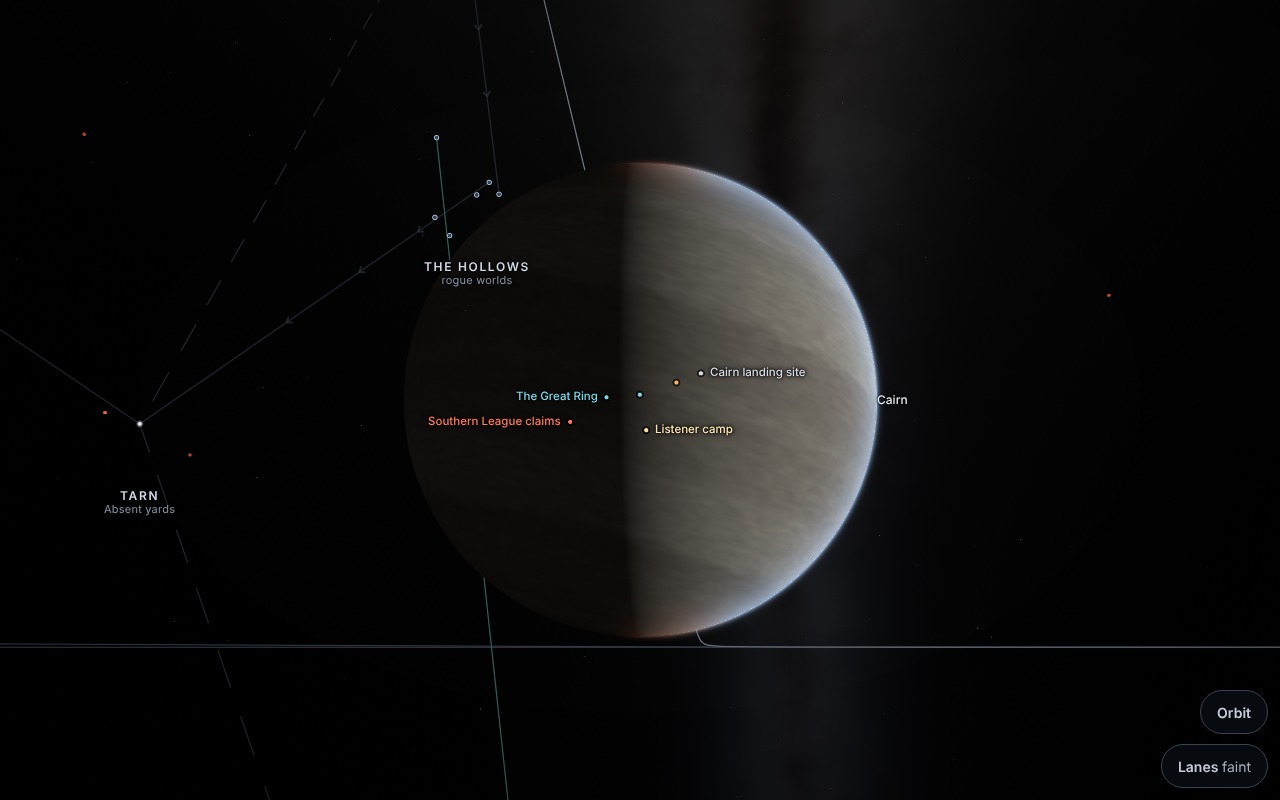 THE HOLLOWS
rogue worlds
Cairn landing site
The Great Ring
Cairn
Southern League claims
Listener camp
TARN
Absent yards
Orbit
Lanes faint